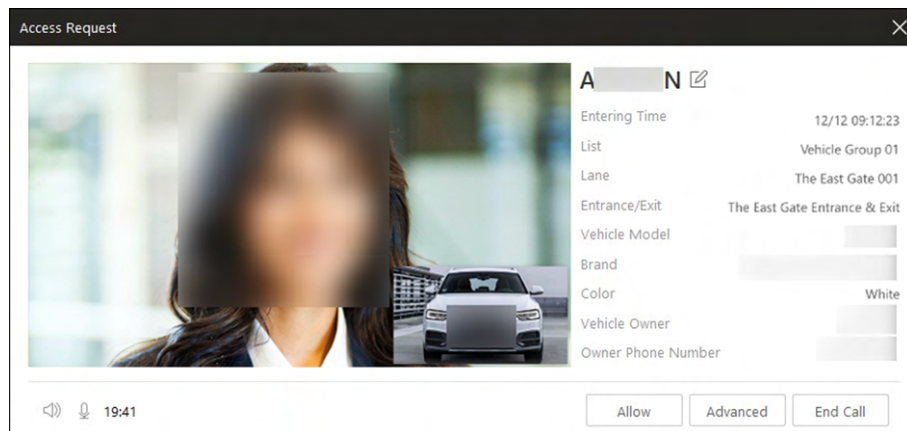 Access Request
A N
Entering Time 12/12 09:12:23
List Vehicle Group 01
Lane The East Gate 001
Entrance/Exit The East Gate Entrance & Exit
Vehicle Model
Brand
Color White
Vehicle Owner
Owner Phone Number
19:41 Allow Advanced End Call